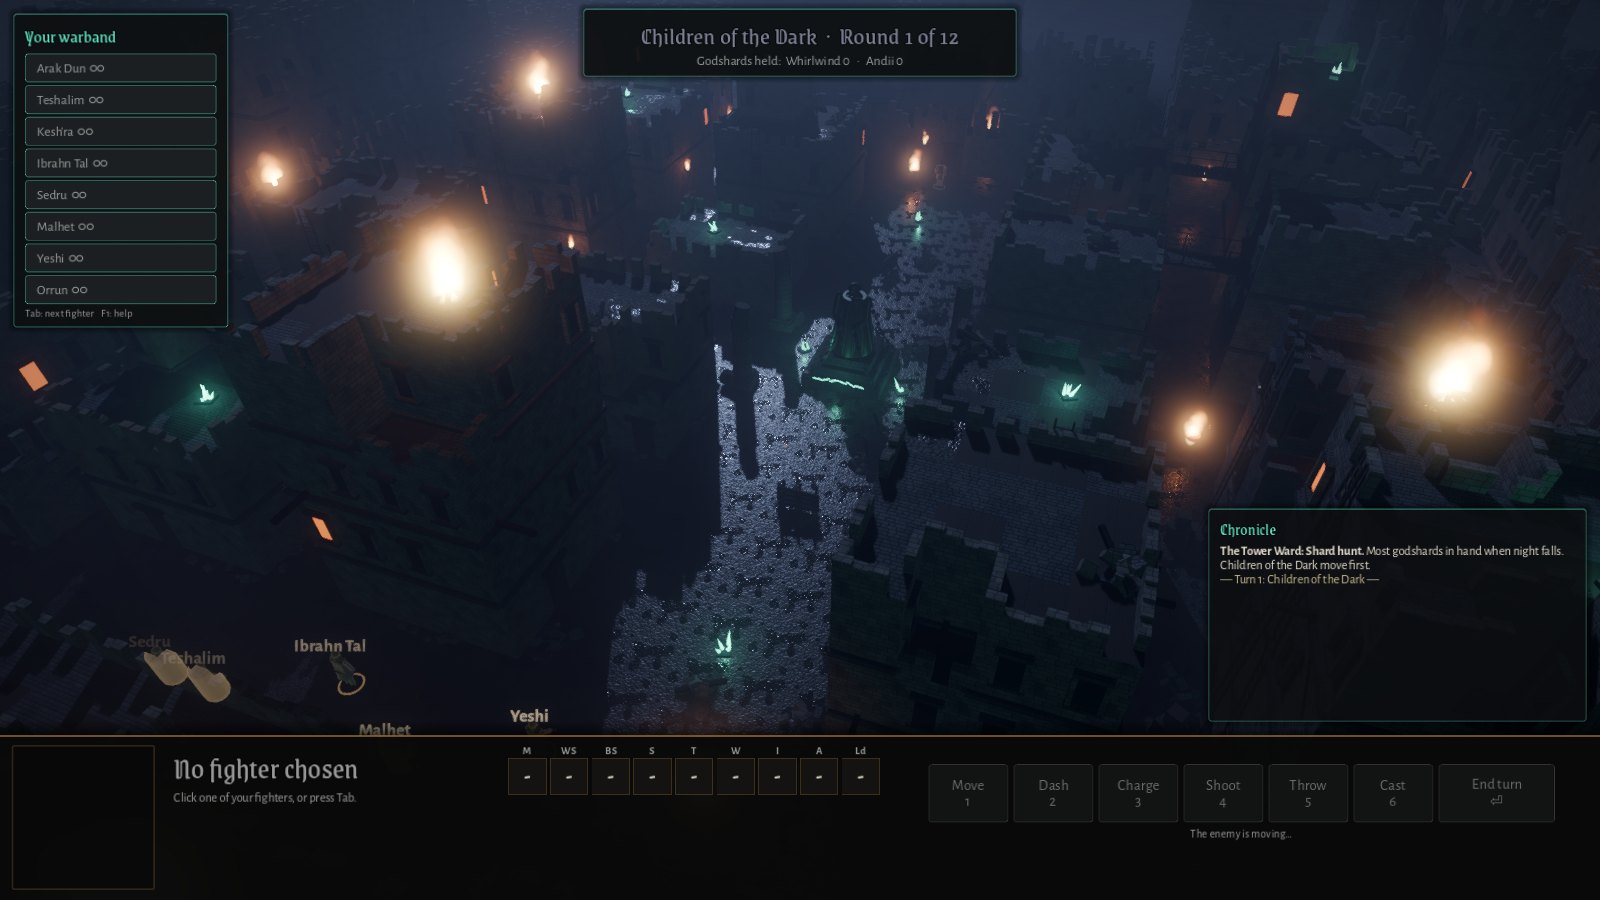 Your warband
Arak Dun
Teshalim
Keshra
Ibrahn Tal
Sedru
Malhet
Yeshi
Orrun
Tab: next fighter F1: help
Children of the Dark · Round 1 of 12
Godshards held: Whirlwind 0 · Andii 0
Chronicle
The Tower Ward: Shard hunt. Most godshards in hand when night falls.
Children of the Dark move first.
— Turn 1: Children of the Dark —
Sedru
Teshalim
Ibrahn Tal
Malhet
Yeshi
No fighter chosen
Click one of your fighters, or press Tab.
M WS BS S T W I A Ld
- - - - - - - - -
Move Dash Charge Shoot Throw Cast End turn
1 2 3 4 5 6 ⏎
The enemy is moving...